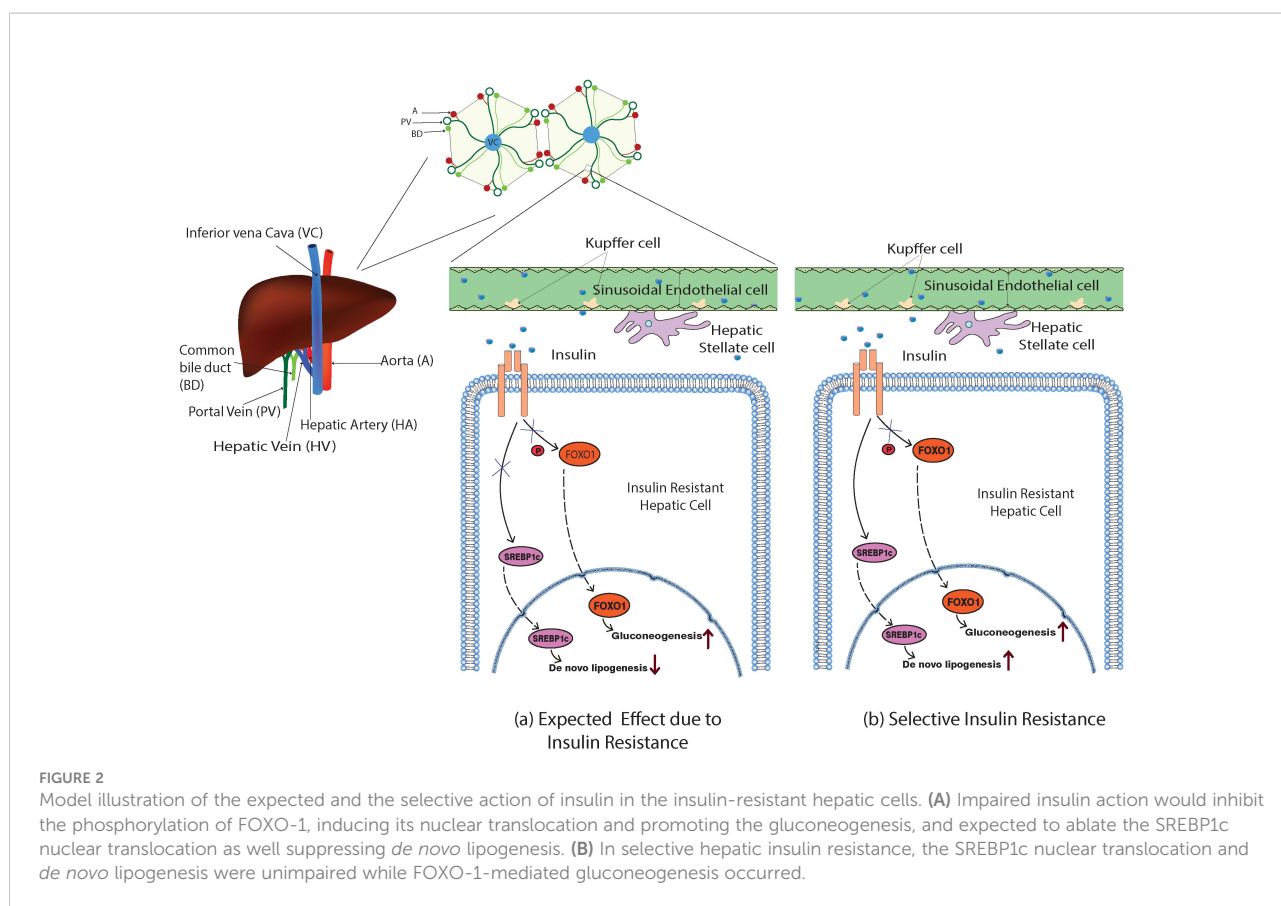 A
PV
BD
VC
Inferior vena Cava (VC)
Common
bile duct
(BD)
Portal Vein (PV)
Hepatic Vein (HV)
Hepatic Artery (HA)
Aorta (A)
Kupffer cell
Sinusoidal Endothelial cell
Hepatic
Stellate cell
Insulin
P
FOXO1
Insulin Resistant
Hepatic Cell
SREBP1c
FOXO1
Gluconeogenesis
SREBP1c
De novo lipogenesis
(a) Expected Effect due to
Insulin Resistance
Kupffer cell
Sinusoidal Endothelial cell
Hepatic
Stellate cell
Insulin
P
FOXO1
Insulin Resistant
Hepatic Cell
SREBP1c
FOXO1
Gluconeogenesis
SREBP1c
De novo lipogenesis
(b) Selective Insulin Resistance
FIGURE 2
Model illustration of the expected and the selective action of insulin in the insulin-resistant hepatic cells. (A) Impaired insulin action would inhibit
the phosphorylation of FOXO-1, inducing its nuclear translocation and promoting the gluconeogenesis, and expected to ablate the SREBP1c
nuclear translocation as well suppressing de novo lipogenesis. (B) In selective hepatic insulin resistance, the SREBP1c nuclear translocation and
de novo lipogenesis were unimpaired while FOXO-1-mediated gluconeogenesis occurred.